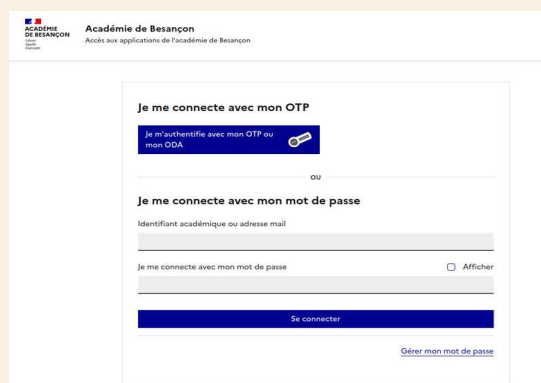 ACADÉMIE
DE BESANÇON
Liberté
Égalité
Fraternité
Académie de Besançon
Accès aux applications de l'académie de Besançon
Je me connecte avec mon OTP
Je m'authentifie avec mon OTP ou
mon ODA
OU
Je me connecte avec mon mot de passe
Identifiant académique ou adresse mail
Je me connecte avec mon mot de passe
Afficher
Se connecter
Gérer mon mot de passe